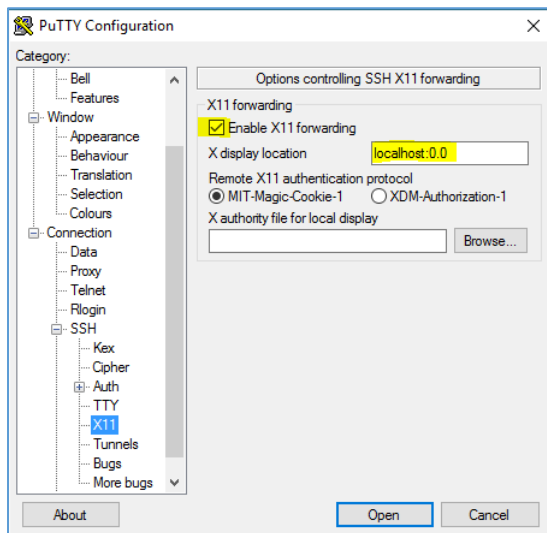 PuTTY Configuration
Category:
Bell
Features
Window
Appearance
Behaviour
Translation
Selection
Colours
Connection
Data
Proxy
Telnet
Rlogin
SSH
Kex
Cipher
Auth
TTY
X11
Tunnels
Bugs
More bugs
Options controlling SSH X11 forwarding
X11 forwarding
Enable X11 forwarding
X display location localhost:0.0
Remote X11 authentication protocol
MIT-Magic-Cookie-1 XDM-Authorization-1
X authority file for local display
Browse...
About Open Cancel